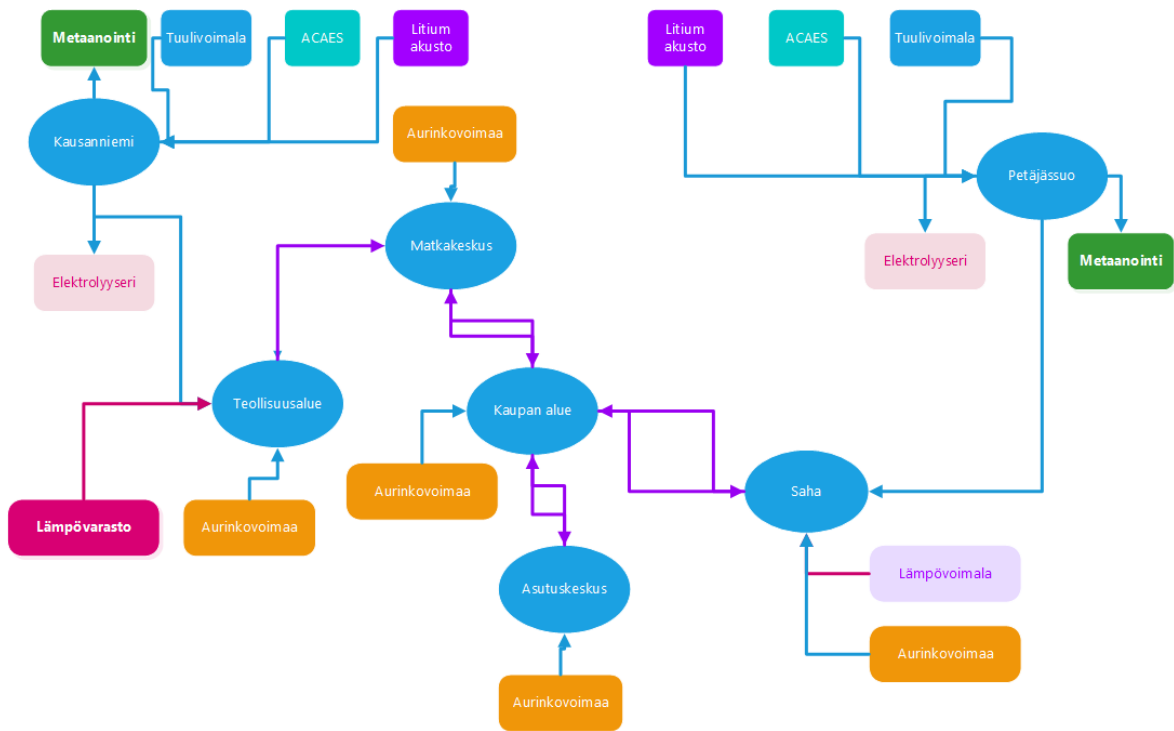 Metaanointi
Tuulivoimala
ACAES
Litium
akusto
Litium
akusto
ACAES
Tuulivoimala
Aurinkovoimaa
Kausanniemi
Petäjässuo
Matkakeskus
Elektrolyyseri
Elektrolyyseri
Metaanointi
Teollisuusalue
Kaupan alue
Aurinkovoimaa
Saha
Lämpövarasto
Aurinkovoimaa
Lämpövoimala
Asutuskeskus
Aurinkovoimaa
Aurinkovoimaa